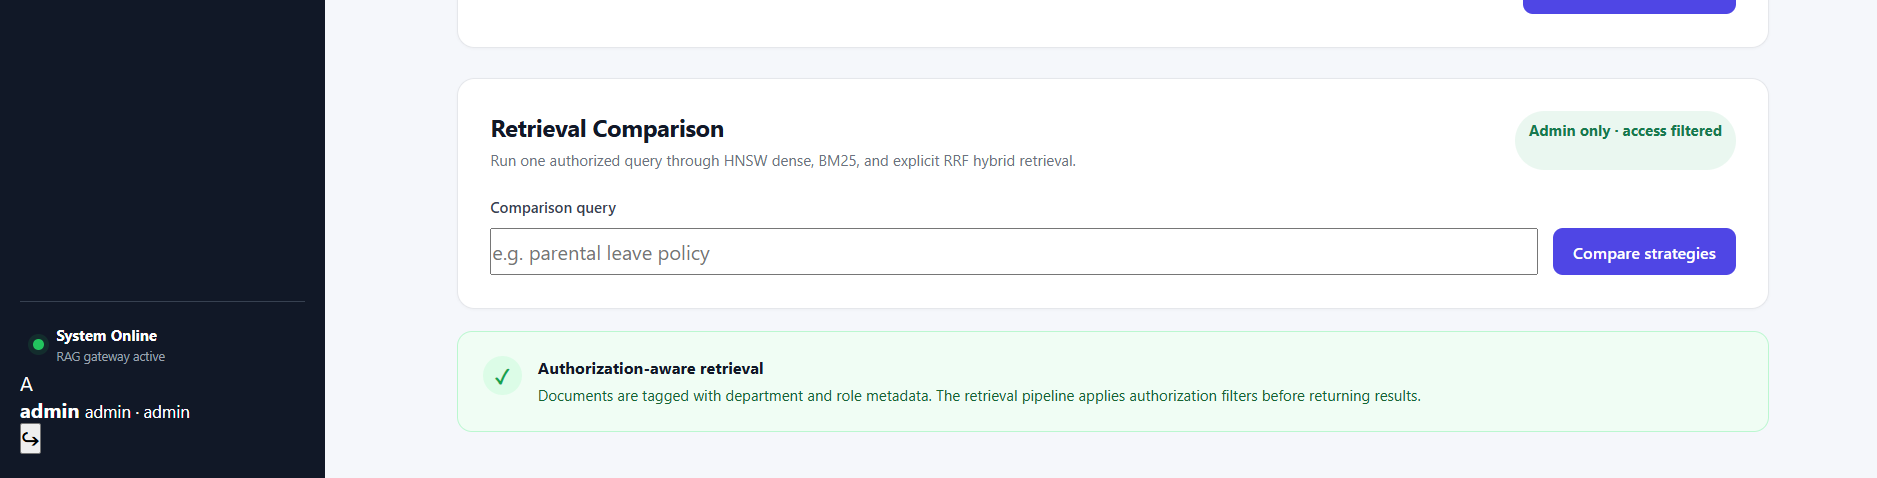 Retrieval Comparison
Admin only · access filtered
Run one authorized query through HNSW dense, BM25, and explicit RRF hybrid retrieval.
Comparison query
e.g. parental leave policy
Compare strategies
Authorization-aware retrieval
Documents are tagged with department and role metadata. The retrieval pipeline applies authorization filters before returning results.
System Online
RAG gateway active
A
admin admin · admin